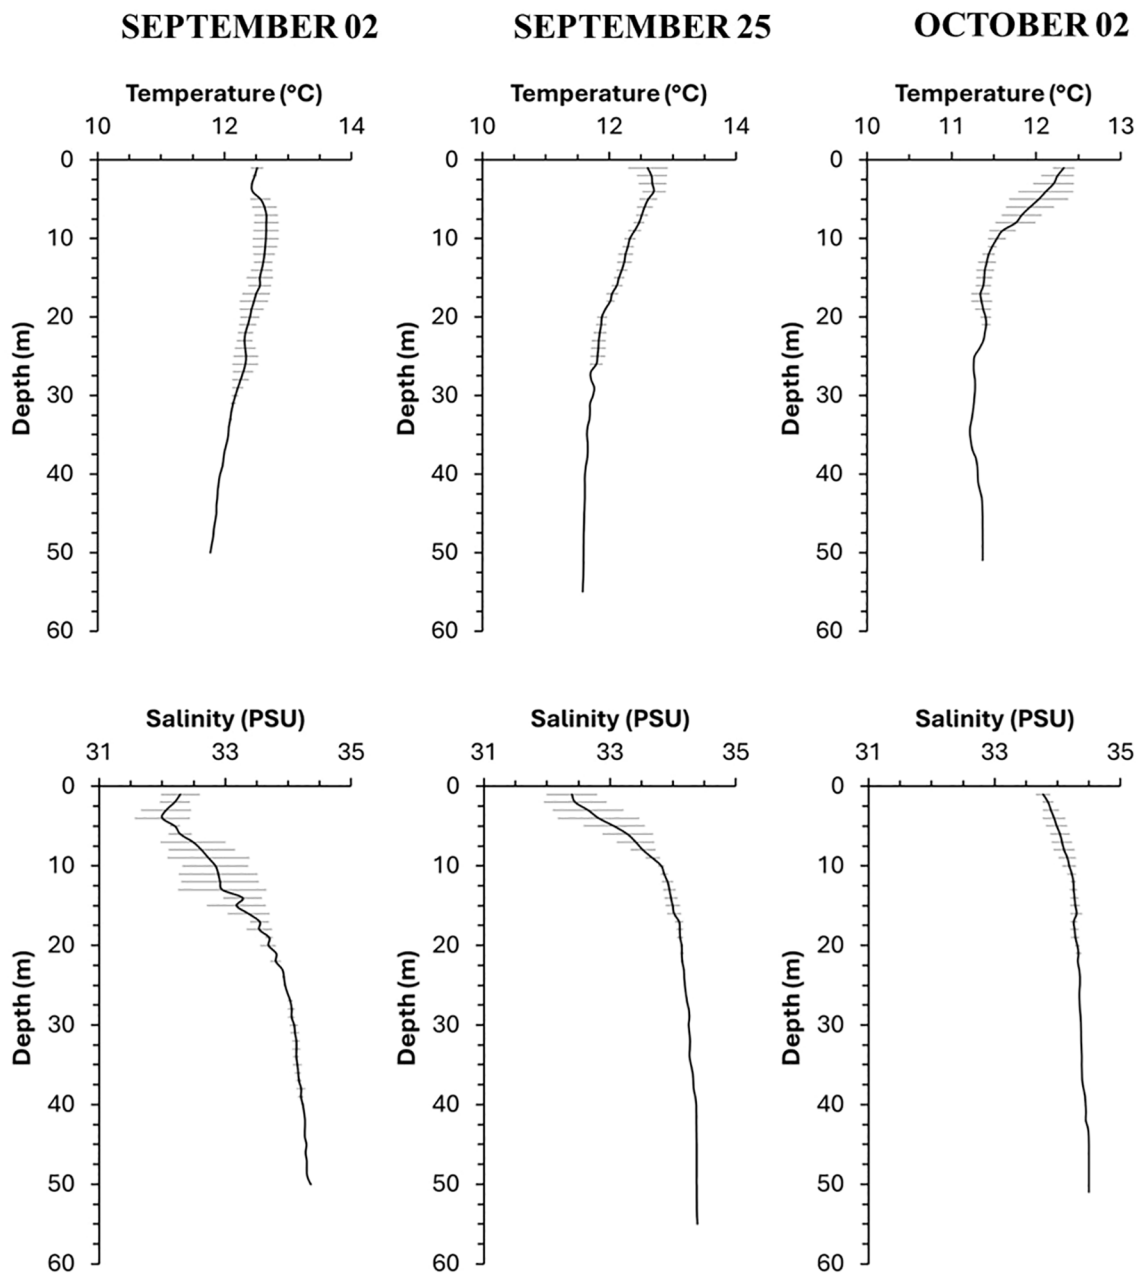 SEPTEMBER 02 SEPTEMBER 25 OCTOBER 02
Temperature (°C) Temperature (°C) Temperature (°C)
10 12 14 10 12 14 10 11 12 13
0 0 0
10 10 10
20 20 20
30 30 30
40 40 40
50 50 50
60 60 60
Depth (m) Depth (m) Depth (m)
Salinity (PSU) Salinity (PSU) Salinity (PSU)
31 33 35 31 33 35 31 33 35
0 0 0
10 10 10
20 20 20
30 30 30
40 40 40
50 50 50
60 60 60
Depth (m) Depth (m) Depth (m)